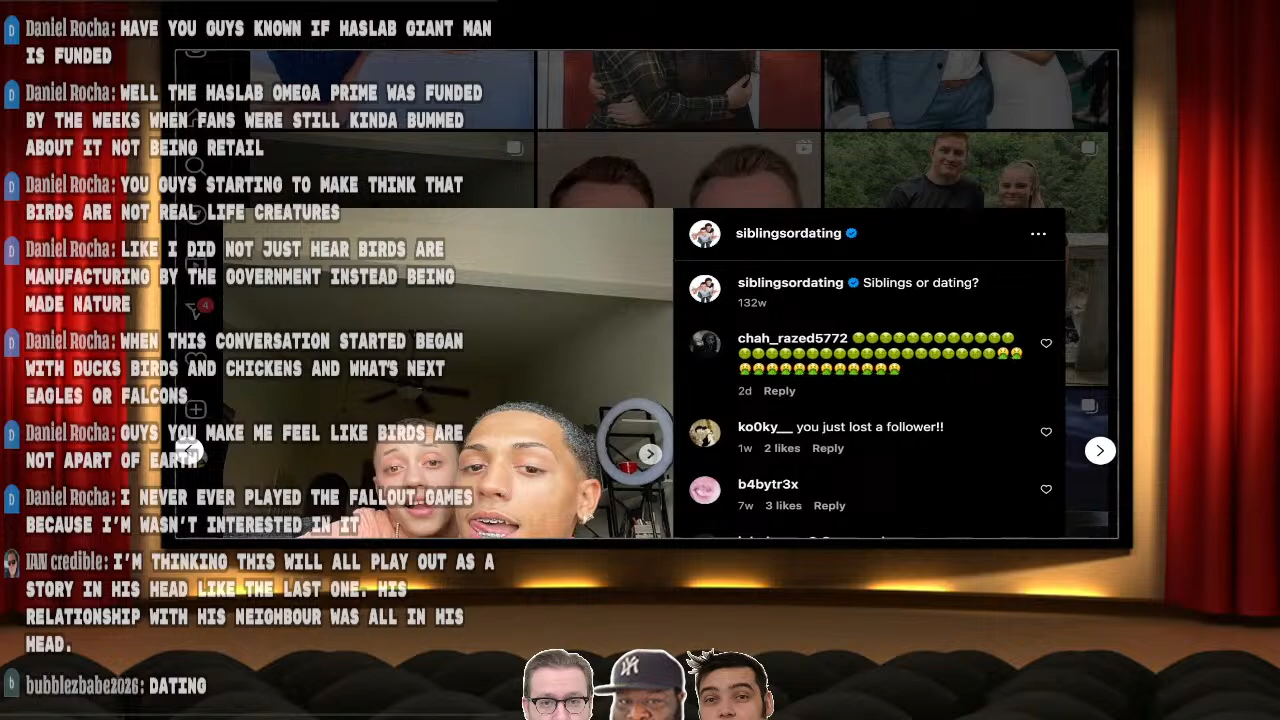 Daniel Rocha: HAVE YOU GUYS KNOWN IF HASLAB GIANT MAN
IS FUNDED
Daniel Rocha: WELL THE HASLAB OMEGA PRIME WAS FUNDED
BY THE WEEKS WHEN FANS WERE STILL KINDA BUMMED
ABOUT IT NOT BEING RETAIL
Daniel Rocha: YOU GUYS STARTING TO MAKE THINK THAT
BIRDS ARE NOT REAL LIFE CREATURES
Daniel Rocha: LIKE I DID NOT JUST HEAR BIRDS ARE
MANUFACTURING BY THE GOVERNMENT INSTEAD BEING
MADE NATURE
Daniel Rocha: WHEN THIS CONVERSATION STARTED BEGAN
WITH DUCKS BIRDS AND CHICKENS AND WHAT'S NEXT
EAGLES OR FALCONS
Daniel Rocha: GUYS YOU MAKE ME FEEL LIKE BIRDS ARE
NOT APART OF EARTH
Daniel Rocha: I NEVER EVER PLAYED THE FALLOUT GAMES
BECAUSE I'M WASN'T INTERESTED IN IT
IAN credible: I'M THINKING THIS WILL ALL PLAY OUT AS A
STORY IN HIS HEAD LIKE THE LAST ONE. HIS
RELATIONSHIP WITH HIS NEIGHBOUR WAS ALL IN HIS
HEAD.
bubblezbabe2026: DATING
4
siblingsordating
siblingsordating Siblings or dating?
132w
chah_razed5772 🤢🤢🤢🤢🤢🤢🤢🤢🤢🤢🤢🤢
🤢🤢🤢🤢🤢🤢🤢🤢🤢🤢🤢🤢🤢🤢🤢🤢🤢🤢🤢🤮🤮
🤮🤮🤮🤮🤮🤮🤮🤮🤮🤮🤮🤮
2d Reply
ko0ky__ you just lost a follower!!
1w 2 likes Reply
b4bytr3x
7w 3 likes Reply